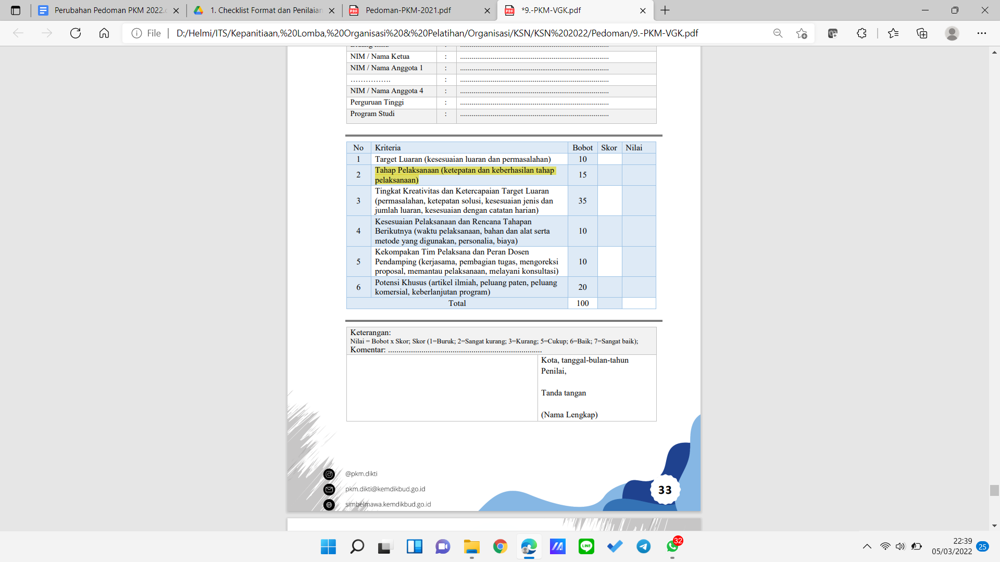 Perubahan Pedoman PKM 2022.
1. Checklist Format dan Penilaian
Pedoman-PKM-2021.pdf
*9.-PKM-VGK.pdf
File
D:/Helmi/ITS/Kepanitiaan,%20Lomba,%20Organisasi%20&%20Pelatihan/Organisasi/KSN/KSN%202022/Pedoman/9.-PKM-VGK.pdf
NIM / Nama Ketua : ..............................................................................
NIM / Nama Anggota 1 : ..............................................................................
……………. : ..............................................................................
NIM / Nama Anggota 4 : ..............................................................................
Perguruan Tinggi : ..............................................................................
Program Studi : ..............................................................................
No Kriteria Bobot Skor Nilai
1 Target Luaran (kesesuaian luaran dan permasalahan) 10
2 Tahap Pelaksanaan (ketepatan dan keberhasilan tahap
pelaksanaan) 15
3 Tingkat Kreativitas dan Ketercapaian Target Luaran
(permasalahan, ketepatan solusi, kesesuaian jenis dan
jumlah luaran, kesesuaian dengan catatan harian) 35
4 Kesesuaian Pelaksanaan dan Rencana Tahapan
Berikutnya (waktu pelaksanaan, bahan dan alat serta
metode yang digunakan, personalia, biaya) 10
5 Kekompakan Tim Pelaksana dan Peran Dosen
Pendamping (kerjasama, pembagian tugas, mengoreksi
proposal, memantau pelaksanaan, melayani konsultasi) 10
6 Potensi Khusus (artikel ilmiah, peluang paten, peluang
komersial, keberlanjutan program) 20
Total 100
Keterangan:
Nilai = Bobot x Skor; Skor (1=Buruk; 2=Sangat kurang; 3=Kurang; 5=Cukup; 6=Baik; 7=Sangat baik);
Komentar: ..........................................................................
Kota, tanggal-bulan-tahun
Penilai,
Tanda tangan
(Nama Lengkap)
@pkm.dikti
pkm.dikti@kemdikbud.go.id
simbelmawa.kemdikbud.go.id
33
LINE
32
22:39
05/03/2022
25